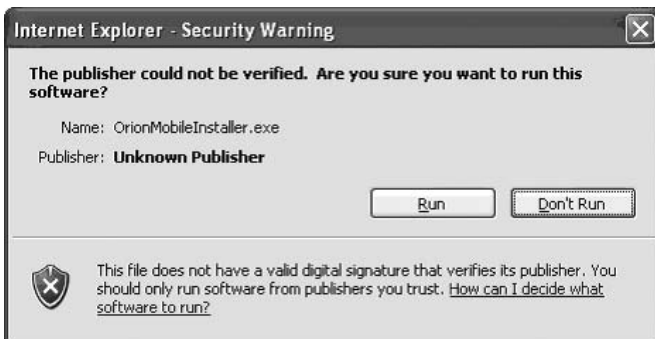 Internet Explorer - Security Warning
The publisher could not be verified. Are you sure you want to run this
software?
Name: OrionMobileInstaller.exe
Publisher: Unknown Publisher
Run Don't Run
This file does not have a valid digital signature that verifies its publisher. You
should only run software from publishers you trust. How can I decide what
software to run?